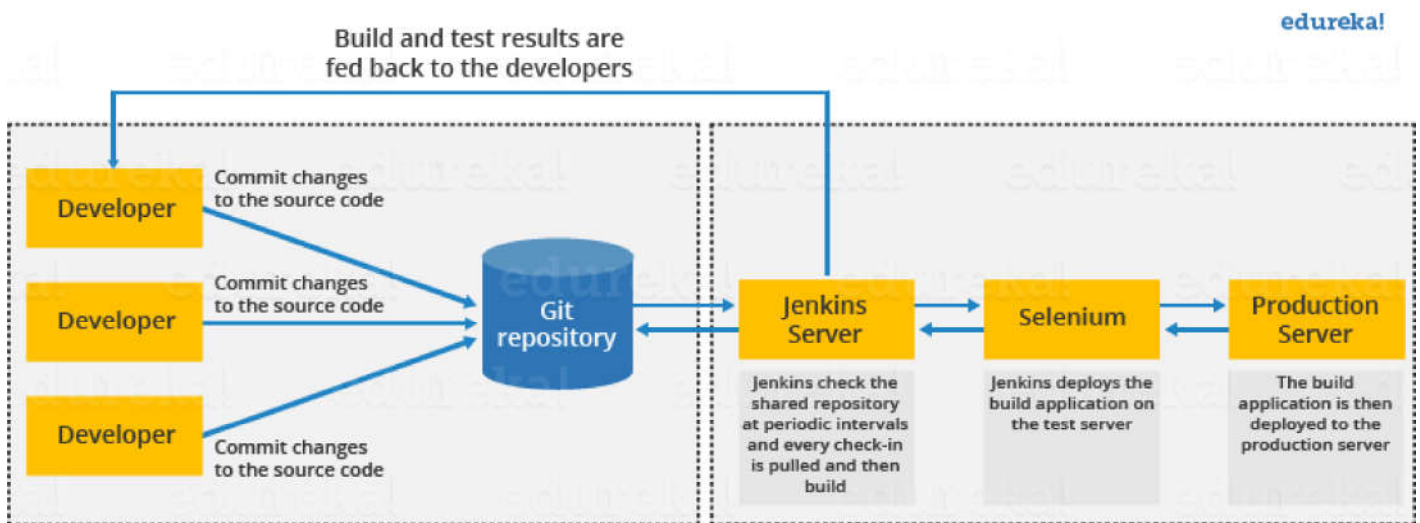 edureka!
Build and test results are
fed back to the developers
Developer
Commit changes
to the source code
Developer
Commit changes
to the source code
Developer
Commit changes
to the source code
Git
repository
Jenkins
Server
Jenkins check the
shared repository
at periodic intervals
and every check-in
is pulled and then
build
Selenium
Jenkins deploys the
build application on
the test server
Production
Server
The build
application is then
deployed to the
production server